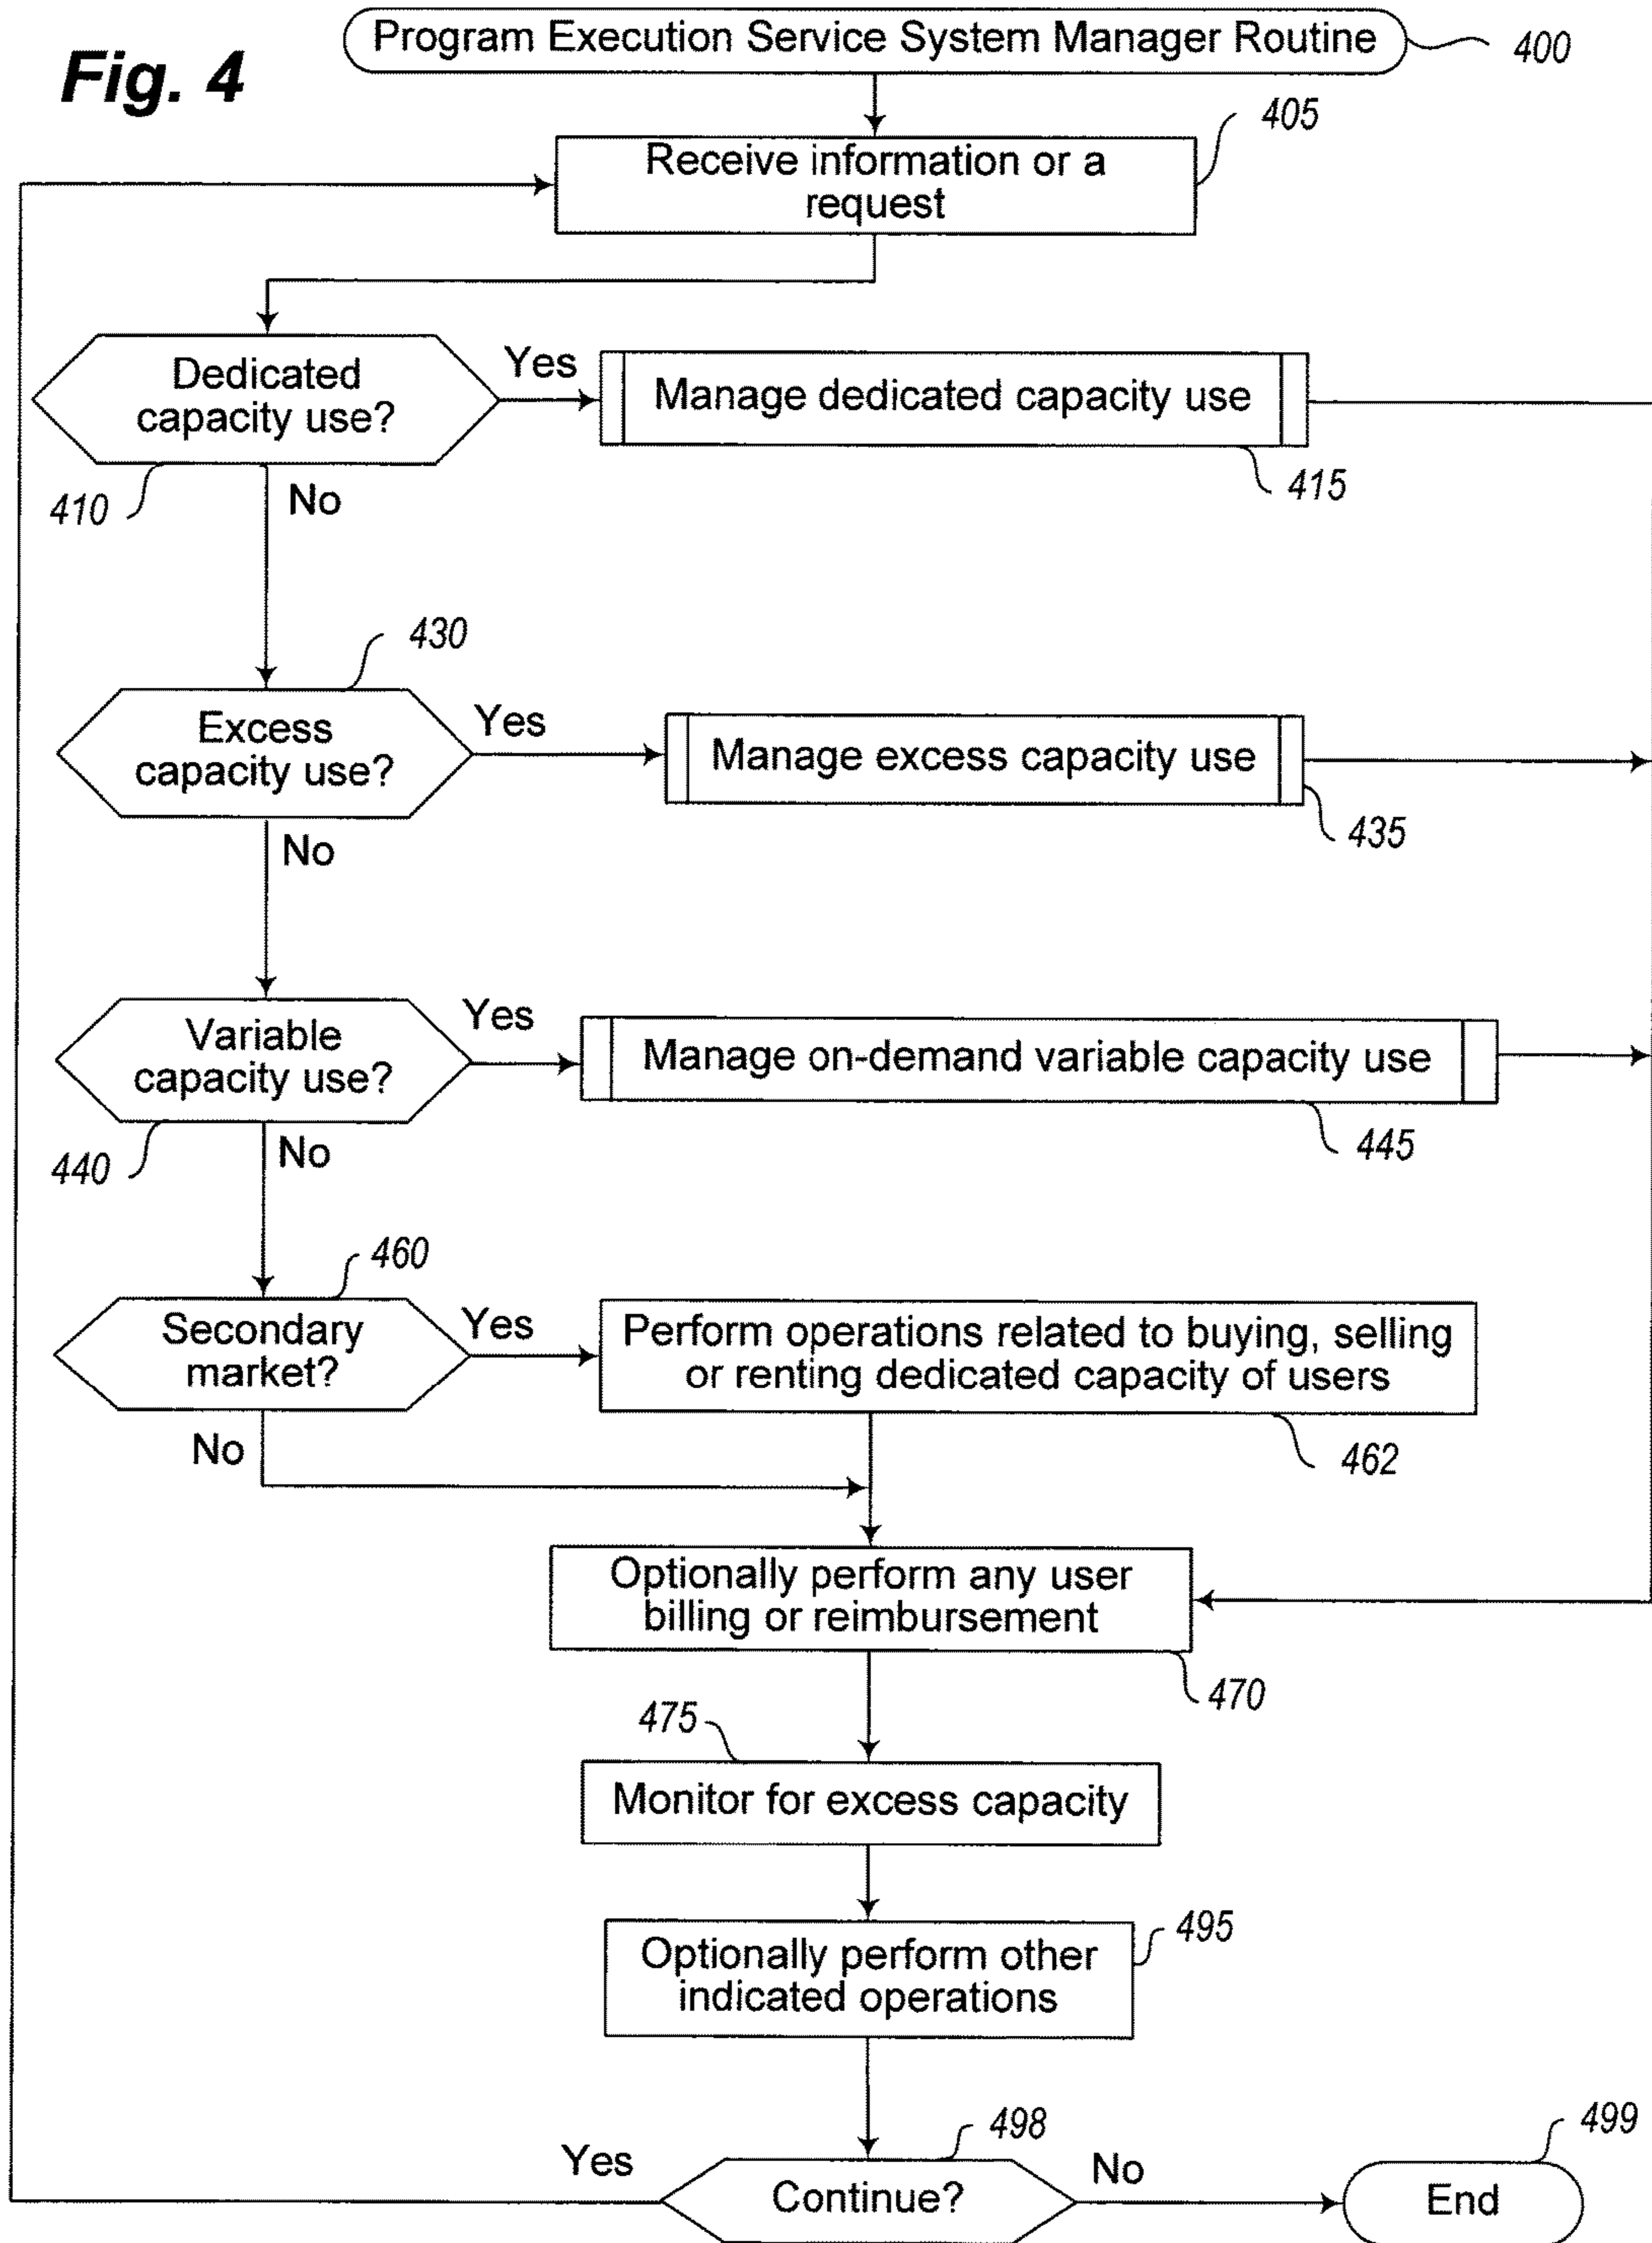 Fig. 4
Program Execution Service System Manager Routine
400
405
Receive information or a
request
Dedicated
capacity use?
Yes
Manage dedicated capacity use
410
No
415
430
Excess
capacity use?
Yes
Manage excess capacity use
435
No
Variable
capacity use?
Yes
Manage on-demand variable capacity use
440
No
445
460
Secondary
market?
Yes
Perform operations related to buying, selling
or renting dedicated capacity of users
No
462
Optionally perform any user
billing or reimbursement
470
475
Monitor for excess capacity
495
Optionally perform other
indicated operations
498
499
Yes
Continue?
No
End